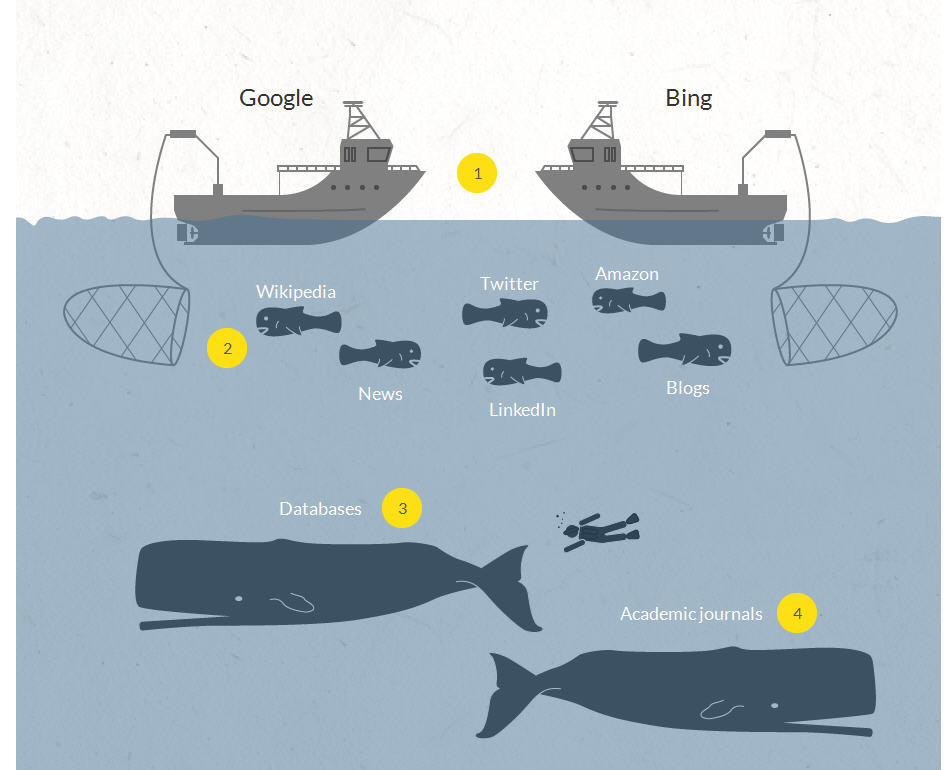 Google
Bing
1
Wikipedia
Twitter
Amazon
2
News
LinkedIn
Blogs
Databases
3
Academic journals
4